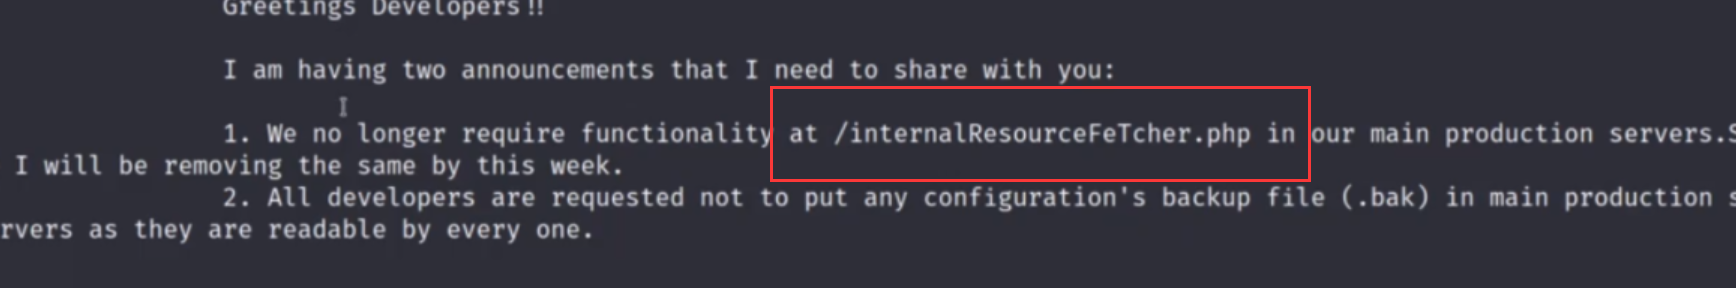 Greetings Developers!!
I am having two announcements that I need to share with you:
1. We no longer require functionality at /internalResourceFeTcher.php in our main production servers.S
I will be removing the same by this week.
2. All developers are requested not to put any configuration's backup file (.bak) in main production s
rvers as they are readable by every one.